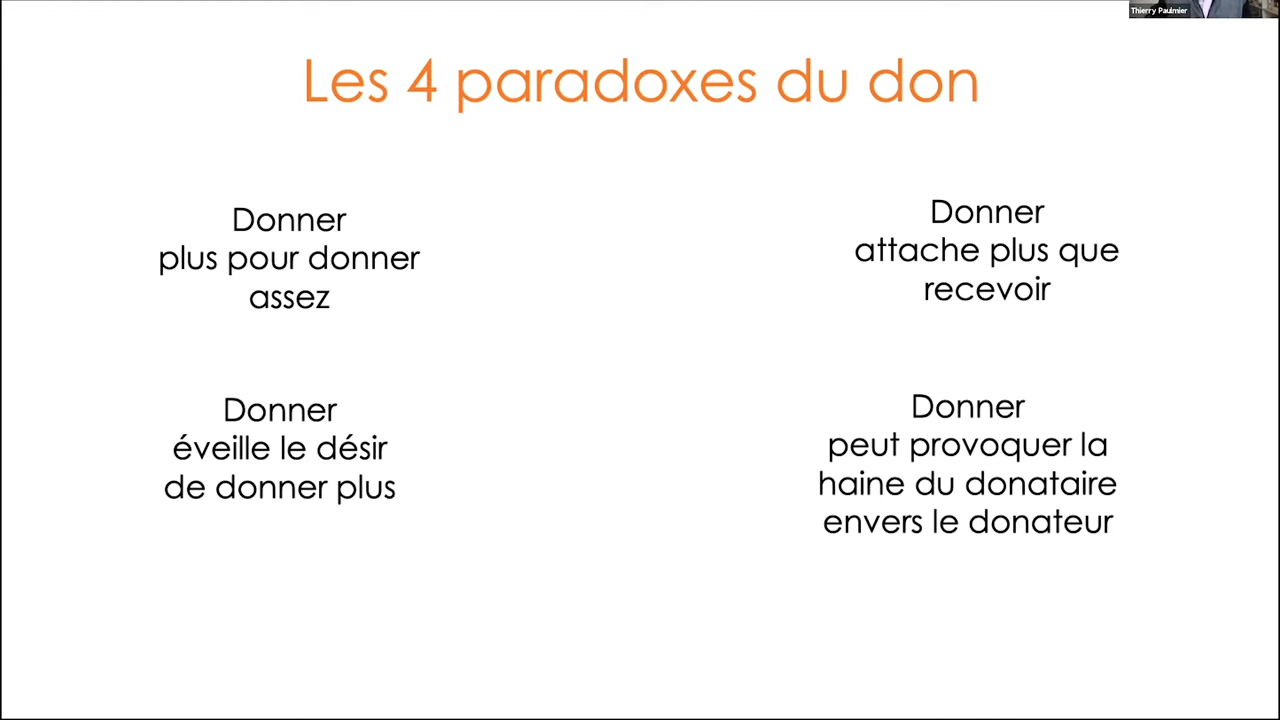 Thierry Paulmier
Les 4 paradoxes du don
Donner
plus pour donner
assez
Donner
attache plus que
recevoir
Donner
éveille le désir
de donner plus
Donner
peut provoquer la
haine du donataire
envers le donateur